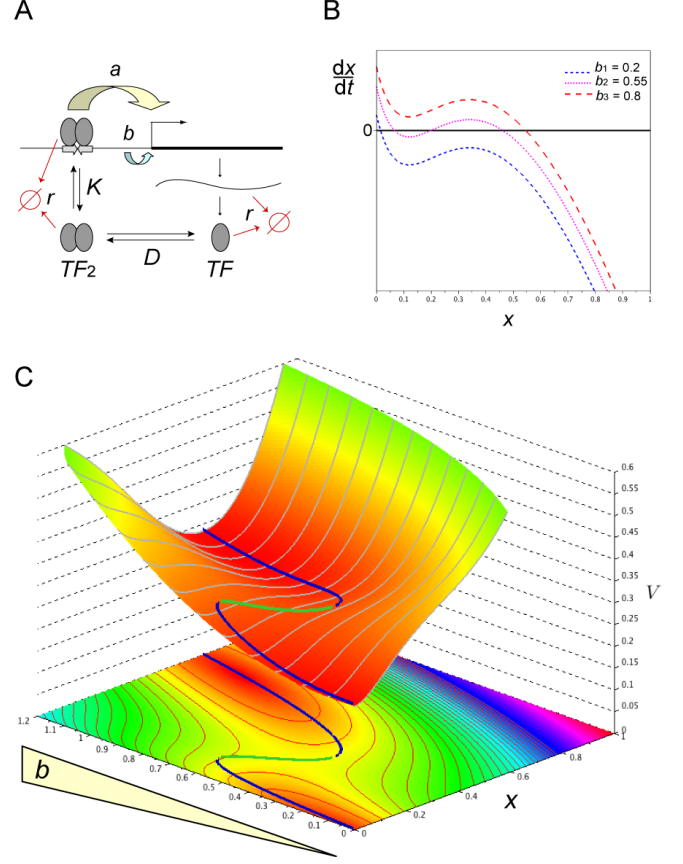 A
a
b
K
r
TF2
D
TF
r
B
dx
dt
b1 = 0.2
b2 = 0.55
b3 = 0.8
0
0 0.1 0.2 0.3 0.4 0.5 0.6 0.7 0.8 0.9 1
x
C
0.6
0.55
0.5
0.45
0.4
0.35
0.3
0.25
0.2
0.15
0.1
0.05
0
V
1.2 1.1 1 0.9 0.8 0.7 0.6 0.5 0.4 0.3 0.2 0.1 0
b
0 0.2 0.4 0.6 0.8 1
x